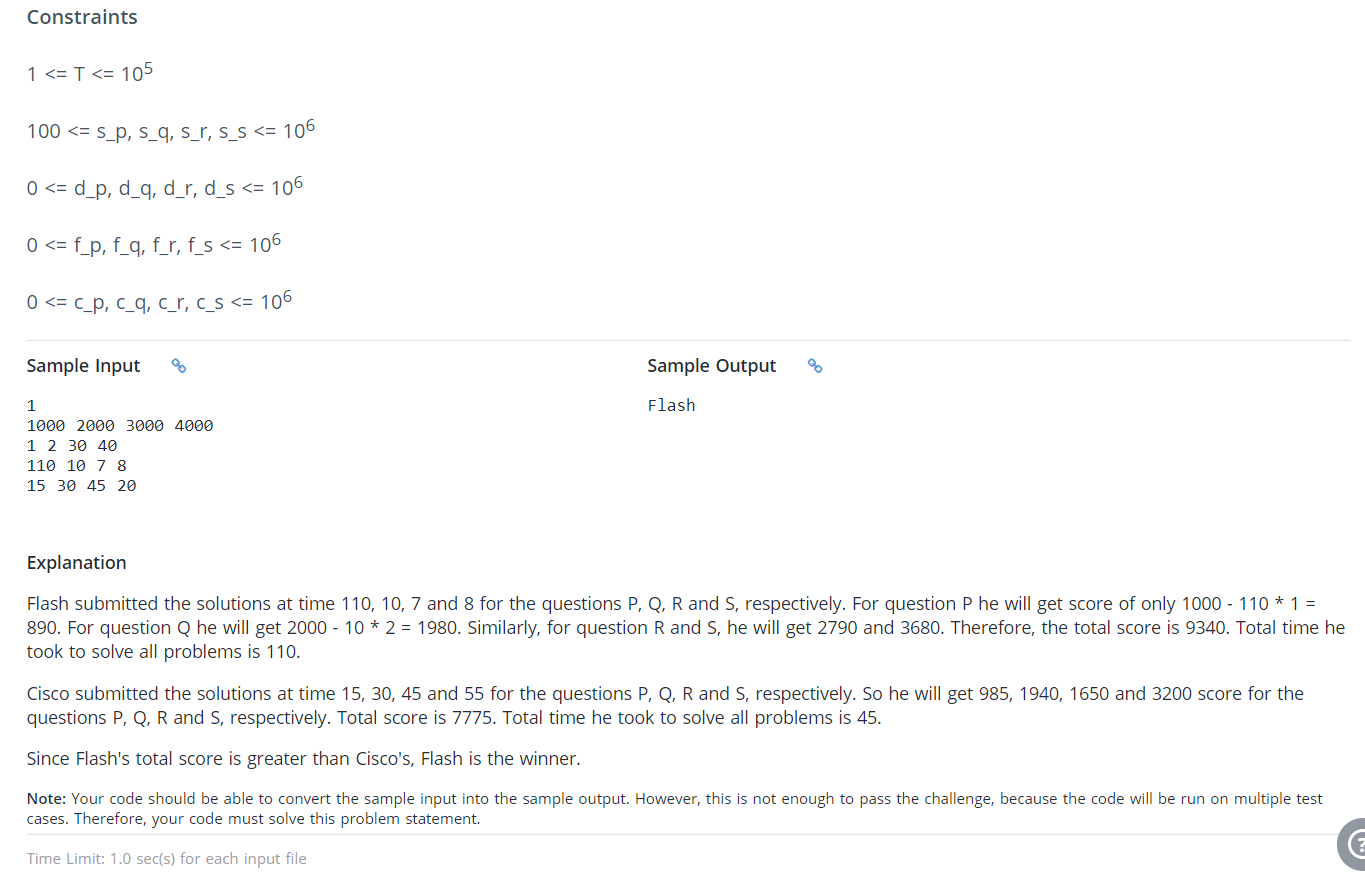 Constraints
1 <= T <= 10^5
100 <= s_p, s_q, s_r, s_s <= 10^6
0 <= d_p, d_q, d_r, d_s <= 10^6
0 <= f_p, f_q, f_r, f_s <= 10^6
0 <= c_p, c_q, c_r, c_s <= 10^6
Sample Input
1
1000 2000 3000 4000
1 2 30 40
110 10 7 8
15 30 45 20
Sample Output
Flash
Explanation
Flash submitted the solutions at time 110, 10, 7 and 8 for the questions P, Q, R and S, respectively. For question P he will get score of only 1000 - 110 * 1 =
890. For question Q he will get 2000 - 10 * 2 = 1980. Similarly, for question R and S, he will get 2790 and 3680. Therefore, the total score is 9340. Total time he
took to solve all problems is 110.
Cisco submitted the solutions at time 15, 30, 45 and 55 for the questions P, Q, R and S, respectively. So he will get 985, 1940, 1650 and 3200 score for the
questions P, Q, R and S, respectively. Total score is 7775. Total time he took to solve all problems is 45.
Since Flash's total score is greater than Cisco's, Flash is the winner.
Note: Your code should be able to convert the sample input into the sample output. However, this is not enough to pass the challenge, because the code will be run on multiple test
cases. Therefore, your code must solve this problem statement.
Time Limit: 1.0 sec(s) for each input file
?